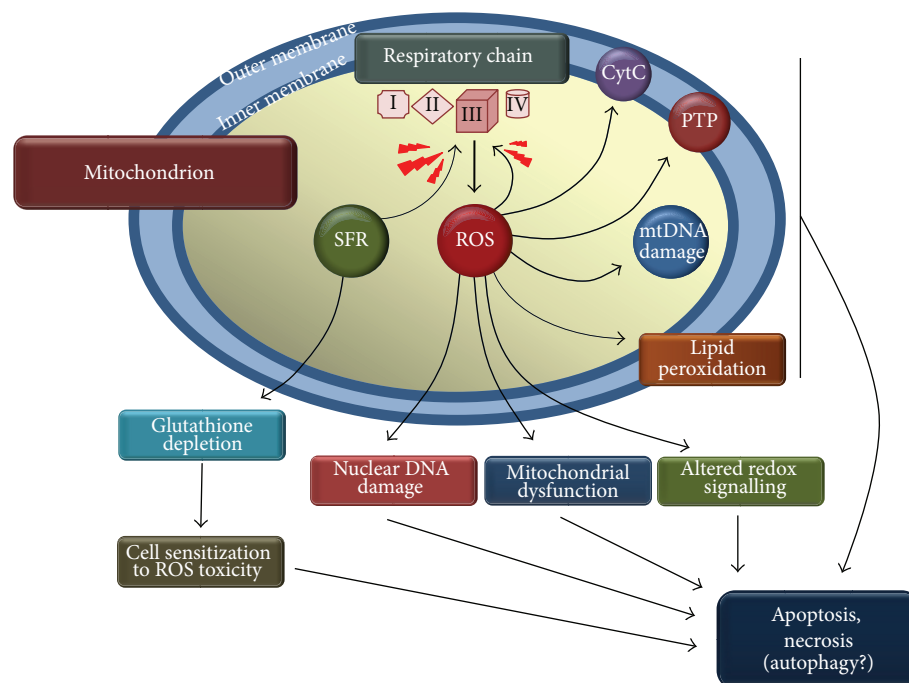 Outer membrane
Inner membrane
Respiratory chain
I
II
III
IV
CytC
PTP
Mitochondrion
SFR
ROS
mtDNA
damage
Lipid
peroxidation
Glutathione
depletion
Nuclear DNA
damage
Mitochondrial
dysfunction
Altered redox
signalling
Cell sensitization
to ROS toxicity
Apoptosis,
necrosis
(autophagy?)